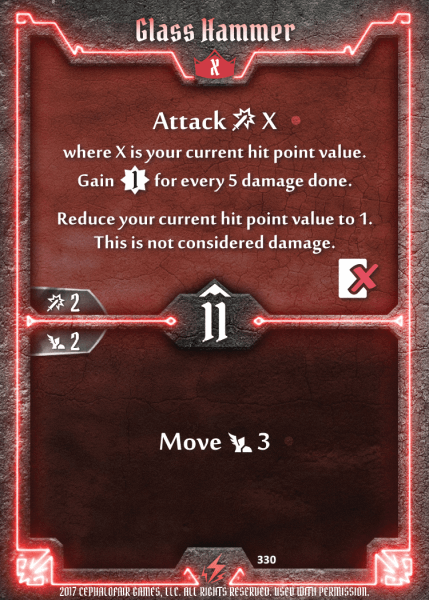 Glass Hammer
X
Attack X
where X is your current hit point value.
Gain 1 for every 5 damage done.
Reduce your current hit point value to 1.
This is not considered damage.
2
11
2
Move 3
330
2017 CEPHALOFAIR GAMES, LLC. ALL RIGHTS RESERVED. USED WITH PERMISSION.